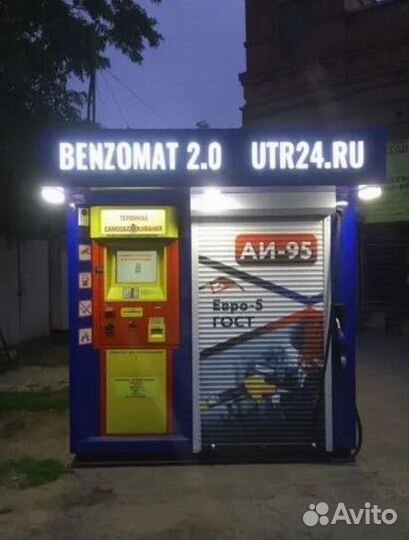 BENZOMAT 2.0 UTR24.RU
ТЕРМИНАЛ
САМООБСЛУЖИВАНИЯ
АИ-95
Евро-5
ГОСТ
Avito